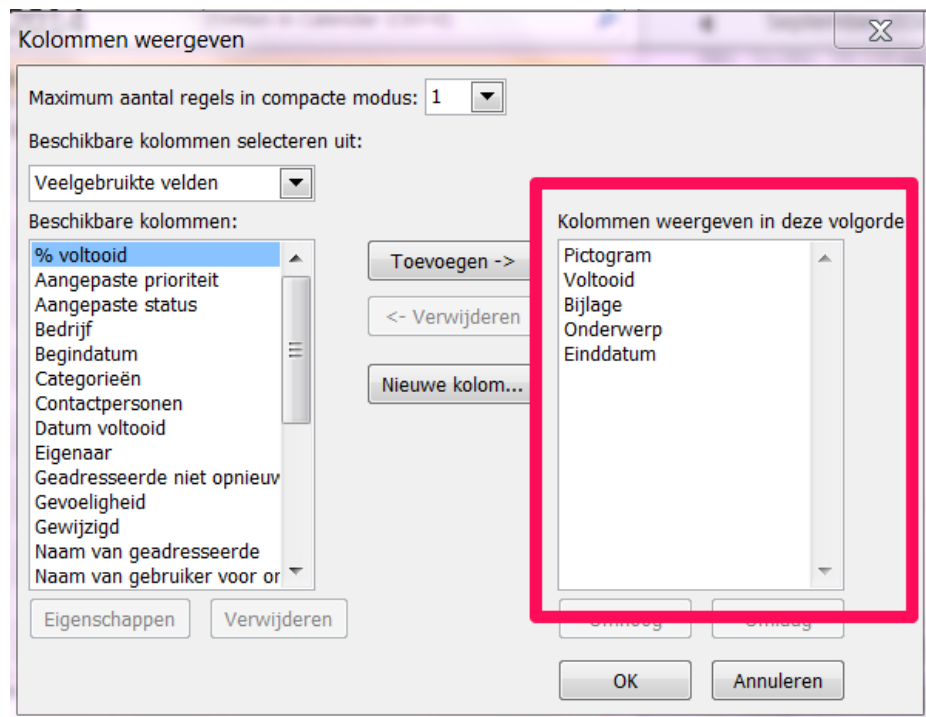 Kolommen weergeven
Maximum aantal regels in compacte modus: 1
Beschikbare kolommen selecteren uit:
Veelgebruikte velden
Beschikbare kolommen:
% voltooid
Aangepaste prioriteit
Aangepaste status
Bedrijf
Begindatum
Categorieën
Contactpersonen
Datum voltooid
Eigenaar
Geadresseerde niet opnieuw
Gevoeligheid
Gewijzigd
Naam van geadresseerde
Naam van gebruiker voor or
Eigenschappen
Verwijderen
Toevoegen ->
<- Verwijderen
Nieuwe kolom...
Kolommen weergeven in deze volgorde
Pictogram
Voltooid
Bijlage
Onderwerp
Einddatum
OK
Annuleren